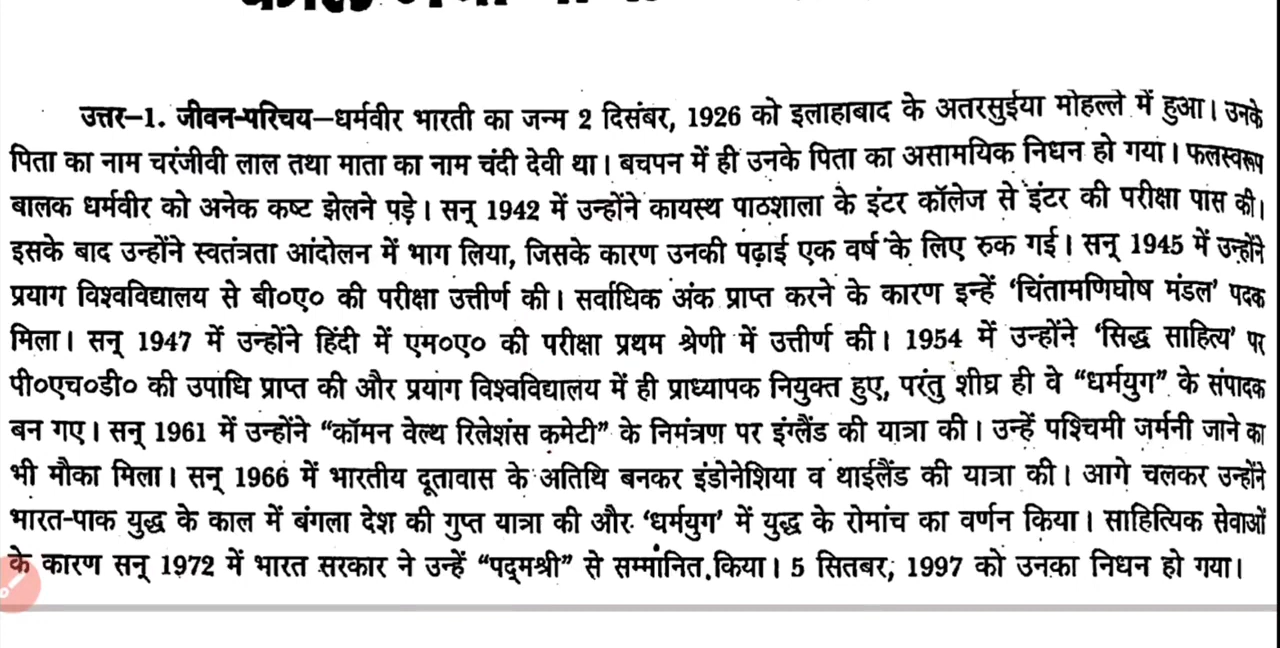 उत्तर–1. जीवन-परिचय–धर्मवीर भारती का जन्म 2 दिसंबर, 1926 को इलाहाबाद के अतरसुईया मोहल्ले में हुआ। उनके
पिता का नाम चरंजीवी लाल तथा माता का नाम चंदी देवी था। बचपन में ही उनके पिता का असामयिक निधन हो गया। फलस्वरूप
बालक धर्मवीर को अनेक कष्ट झेलने पड़े। सन् 1942 में उन्होंने कायस्थ पाठशाला के इंटर कॉलेज से इंटर की परीक्षा पास की।
इसके बाद उन्होंने स्वतंत्रता आंदोलन में भाग लिया, जिसके कारण उनकी पढ़ाई एक वर्ष के लिए रुक गई। सन् 1945 में उन्होंने
प्रयाग विश्वविद्यालय से बी०ए० की परीक्षा उत्तीर्ण की। सर्वाधिक अंक प्राप्त करने के कारण इन्हें ‘चिंतामणिघोष मंडल’ पदक
मिला। सन् 1947 में उन्होंने हिंदी में एम०ए० की परीक्षा प्रथम श्रेणी में उत्तीर्ण की। 1954 में उन्होंने ‘सिद्ध साहित्य’ पर
पी०एच०डी० की उपाधि प्राप्त की और प्रयाग विश्वविद्यालय में ही प्राध्यापक नियुक्त हुए, परंतु शीघ्र ही वे “धर्मयुग” के संपादक
बन गए। सन् 1961 में उन्होंने “कॉमन वेल्थ रिलेशंस कमेटी” के निमंत्रण पर इंग्लैंड की यात्रा की। उन्हें पश्चिमी जर्मनी जाने का
भी मौका मिला। सन् 1966 में भारतीय दूतावास के अतिथि बनकर इंडोनेशिया व थाईलैंड की यात्रा की। आगे चलकर उन्होंने
भारत-पाक युद्ध के काल में बंगला देश की गुप्त यात्रा की और ‘धर्मयुग’ में युद्ध के रोमांच का वर्णन किया। साहित्यिक सेवाओं
के कारण सन् 1972 में भारत सरकार ने उन्हें “पद्मश्री” से सम्मानित किया। 5 सितबर, 1997 को उनका निधन हो गया।